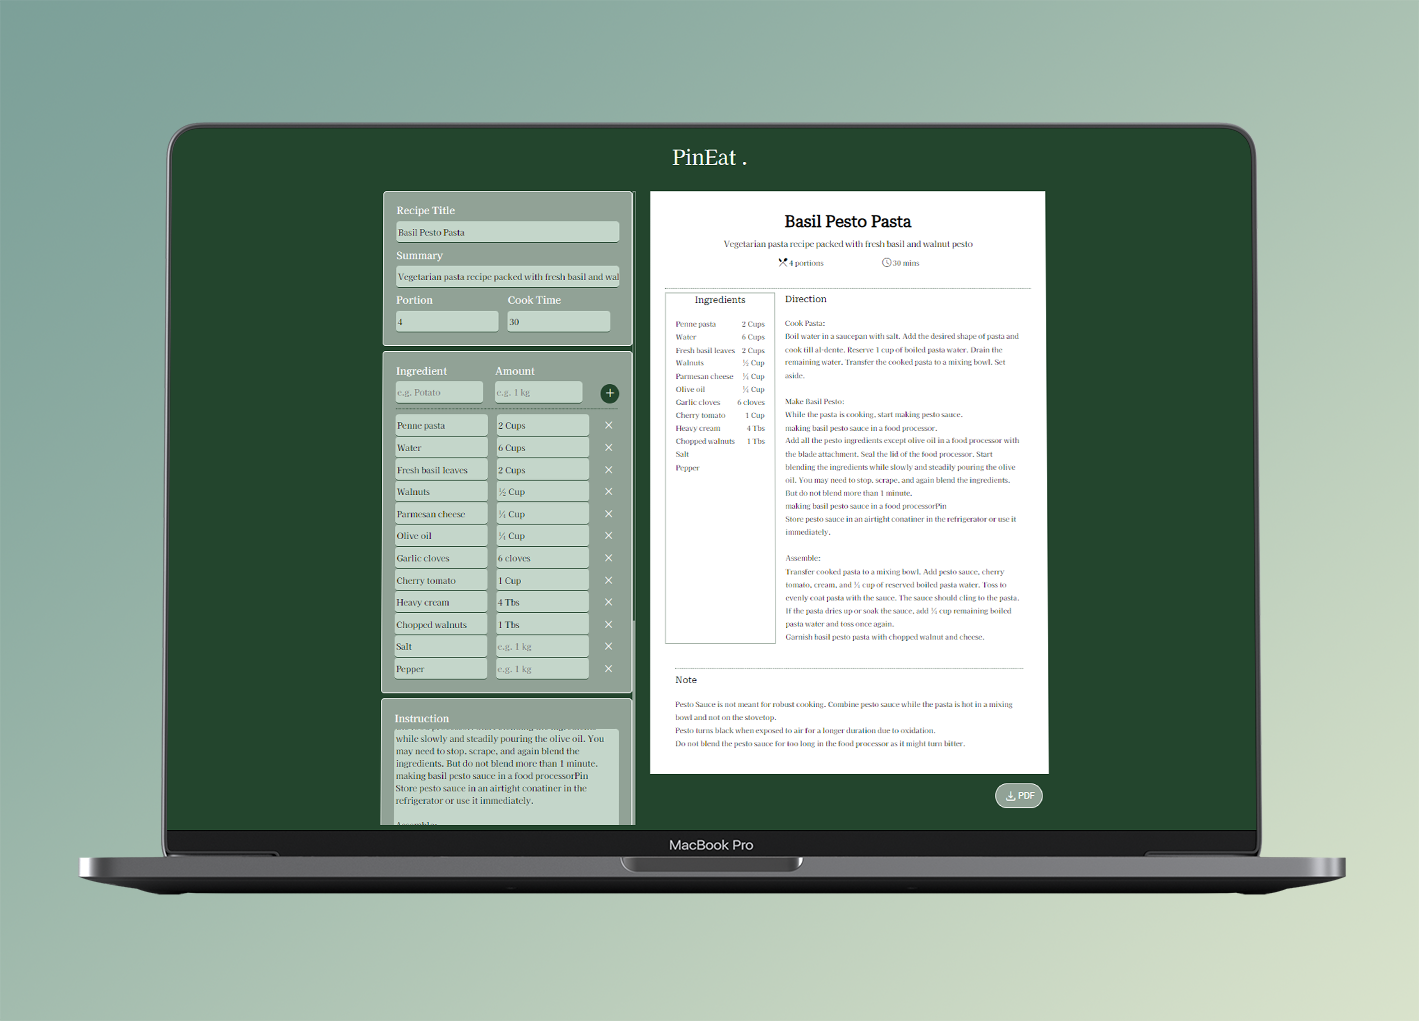 PinEat .
Recipe Title
Basil Pesto Pasta
Summary
Vegetarian pasta recipe packed with fresh basil and wal
Portion Cook Time
4 30
Ingredient Amount
e.g. Potato e.g. 1 kg +
Penne pasta 2 Cups
Water 6 Cups
Fresh basil leaves 2 Cups
Walnuts ½ Cup
Parmesan cheese Cup
Olive oil Cup
Garlic cloves 6 cloves
Cherry tomato 1 Cup
Heavy cream 4 Tbs
Chopped walnuts 1 Tbs
Salt e.g. 1 kg
Pepper e.g. 1 kg
Instruction
while slowly and steadily pouring the olive oil. You
may need to stop, scrape, and again blend the
ingredients. But do not blend more than 1 minute.
making basil pesto sauce in a food processorPin
Store pesto sauce in an airtight conatiner in the
refrigerator or use it immediately.
Basil Pesto Pasta
Vegetarian pasta recipe packed with fresh basil and walnut pesto
4 portions 30 mins
Ingredients
Penne pasta 2 Cups
Water 6 Cups
Fresh basil leaves 2 Cups
Walnuts ½ Cup
Parmesan cheese Cup
Olive oil Cup
Garlic cloves 6 cloves
Cherry tomato 1 Cup
Heavy cream 4 Tbs
Chopped walnuts 1 Tbs
Salt
Pepper
Direction
Cook Pasta:
Boil water in a saucepan with salt. Add the desired shape of pasta and
cook till al-dente. Reserve 1 cup of boiled pasta water. Drain the
remaining water. Transfer the cooked pasta to a mixing bowl. Set
aside.
Make Basil Pesto:
While the pasta is cooking, start making pesto sauce.
making basil pesto sauce in a food processor.
Add all the pesto ingredients except olive oil in a food processor with
the blade attachment. Seal the lid of the food processor. Start
blending the ingredients while slowly and steadily pouring the olive
oil. You may need to stop, scrape, and again blend the ingredients.
But do not blend more than 1 minute.
making basil pesto sauce in a food processorPin
Store pesto sauce in an airtight conatiner in the refrigerator or use it
immediately.
Assemble:
Transfer cooked pasta to a mixing bowl. Add pesto sauce, cherry
tomato, cream, and ½ cup of reserved boiled pasta water. Toss to
evenly coat pasta with the sauce. The sauce should cling to the pasta.
If the pasta dries up or soak the sauce, add ½ cup remaining boiled
pasta water and toss once again.
Garnish basil pesto pasta with chopped walnut and cheese.
Note
Pesto Sauce is not meant for robust cooking. Combine pesto sauce while the pasta is hot in a mixing
bowl and not on the stovetop.
Pesto turns black when exposed to air for a longer duration due to oxidation.
Do not blend the pesto sauce for too long in the food processor as it might turn bitter.
PDF
MacBook Pro